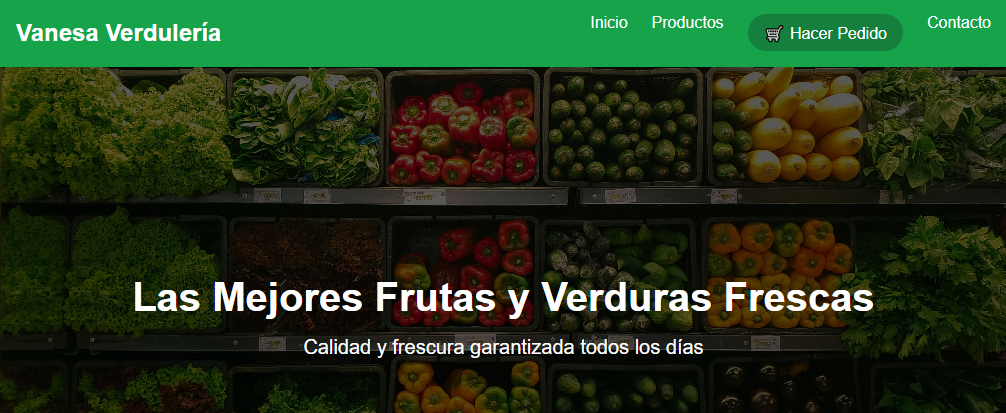 Vanesa Verdulería
Inicio
Productos
🛒 Hacer Pedido
Contacto
Las Mejores Frutas y Verduras Frescas
Calidad y frescura garantizada todos los días